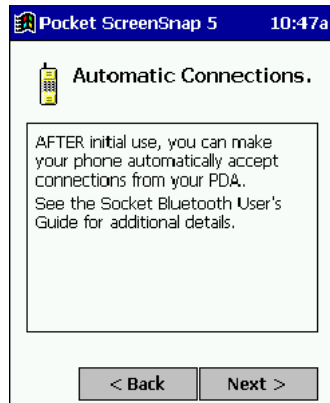 Pocket ScreenSnap 5 10:47a
Automatic Connections.
AFTER initial use, you can make
your phone automatically accept
connections from your PDA.
See the Socket Bluetooth User's
Guide for additional details.
< Back Next >